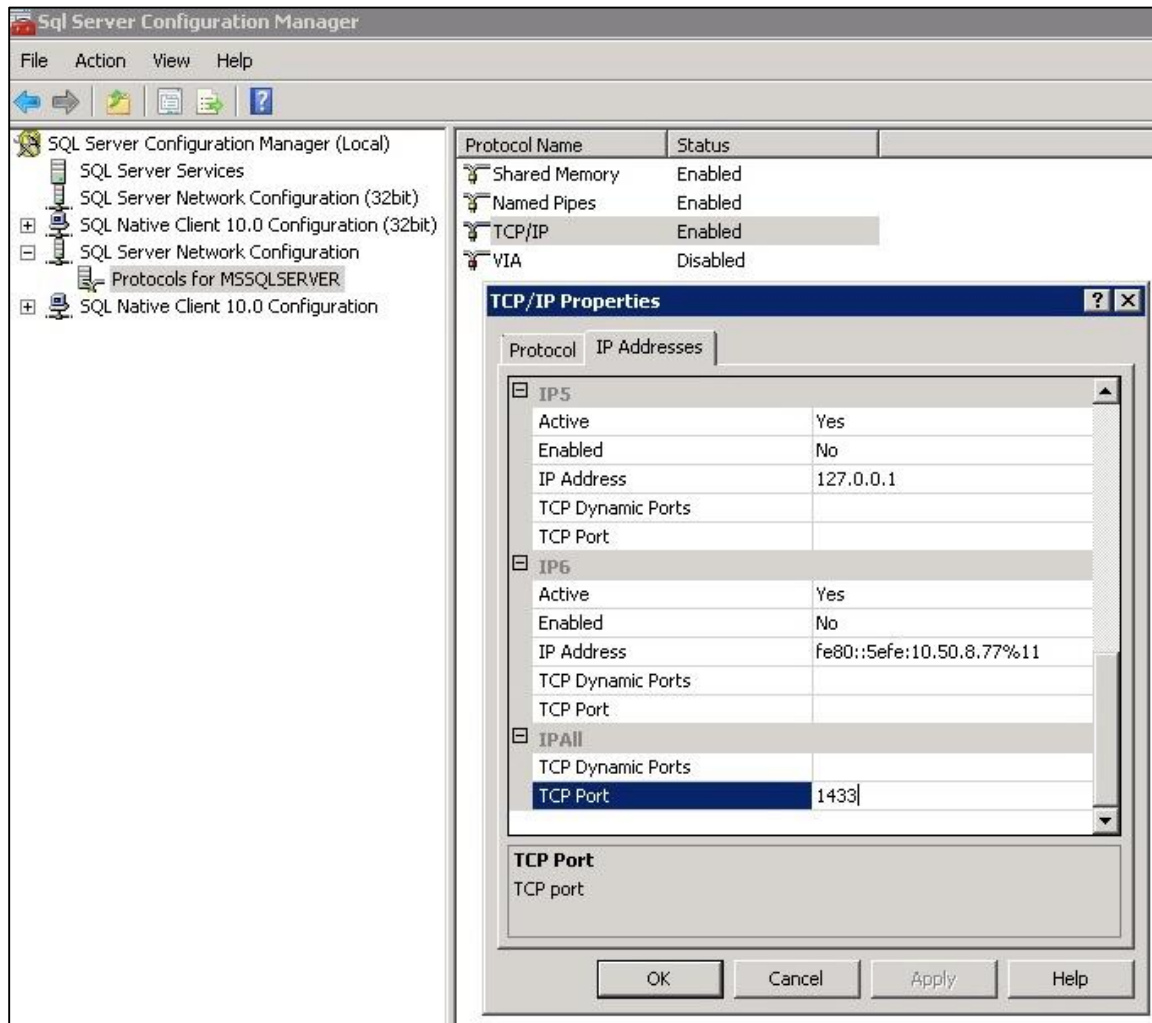 Sql Server Configuration Manager
File Action View Help
SQL Server Configuration Manager (Local)
SQL Server Services
SQL Server Network Configuration (32bit)
SQL Native Client 10.0 Configuration (32bit)
SQL Server Network Configuration
Protocols for MSSQLSERVER
SQL Native Client 10.0 Configuration
Protocol Name Status
Shared Memory Enabled
Named Pipes Enabled
TCP/IP Enabled
VIA Disabled
TCP/IP Properties
Protocol IP Addresses
IP5
Active Yes
Enabled No
IP Address 127.0.0.1
TCP Dynamic Ports
TCP Port
IP6
Active Yes
Enabled No
IP Address fe80::5efe:10.50.8.77%11
TCP Dynamic Ports
TCP Port
IPAll
TCP Dynamic Ports
TCP Port 1433
TCP Port
TCP port
OK Cancel Apply Help